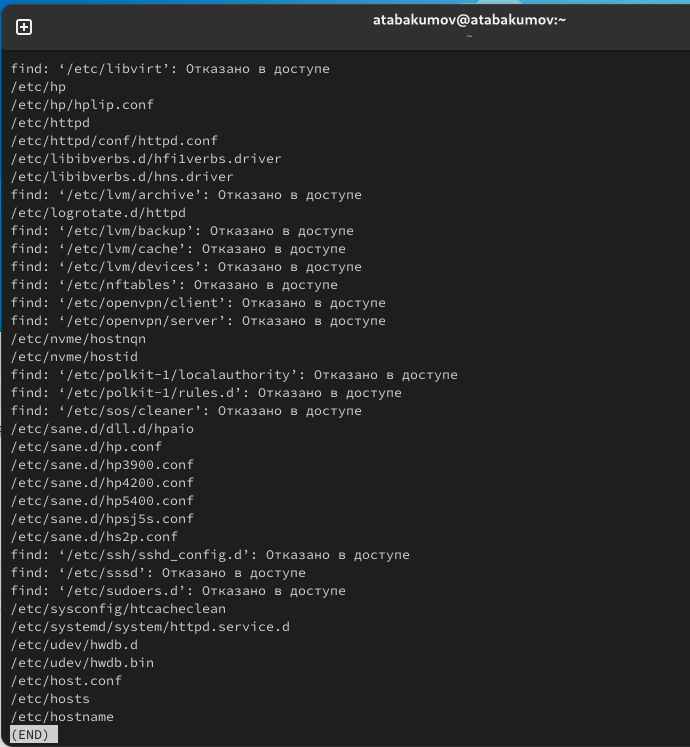 atabakumov@atabakumov:~
~
find: ‘/etc/libvirt’: Отказано в доступе
/etc/hp
/etc/hp/hplip.conf
/etc/httpd
/etc/httpd/conf/httpd.conf
/etc/libibverbs.d/hfi1verbs.driver
/etc/libibverbs.d/hns.driver
find: ‘/etc/lvm/archive’: Отказано в доступе
/etc/logrotate.d/httpd
find: ‘/etc/lvm/backup’: Отказано в доступе
find: ‘/etc/lvm/cache’: Отказано в доступе
find: ‘/etc/lvm/devices’: Отказано в доступе
find: ‘/etc/nftables’: Отказано в доступе
find: ‘/etc/openvpn/client’: Отказано в доступе
find: ‘/etc/openvpn/server’: Отказано в доступе
/etc/nvme/hostnqn
/etc/nvme/hostid
find: ‘/etc/polkit-1/localauthority’: Отказано в доступе
find: ‘/etc/polkit-1/rules.d’: Отказано в доступе
find: ‘/etc/sos/cleaner’: Отказано в доступе
/etc/sane.d/dll.d/hpaio
/etc/sane.d/hp.conf
/etc/sane.d/hp3900.conf
/etc/sane.d/hp4200.conf
/etc/sane.d/hp5400.conf
/etc/sane.d/hpsj5s.conf
/etc/sane.d/hs2p.conf
find: ‘/etc/ssh/sshd_config.d’: Отказано в доступе
find: ‘/etc/sssd’: Отказано в доступе
find: ‘/etc/sudoers.d’: Отказано в доступе
/etc/sysconfig/htcacheclean
/etc/systemd/system/httpd.service.d
/etc/udev/hwdb.d
/etc/udev/hwdb.bin
/etc/host.conf
/etc/hosts
/etc/hostname
(END)